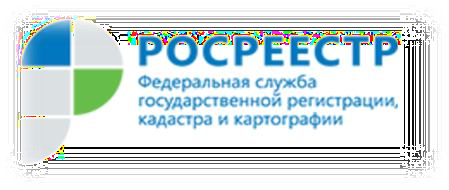 РОСРЕЕСТР
Федеральная служба
государственной регистрации,
кадастра и картографии